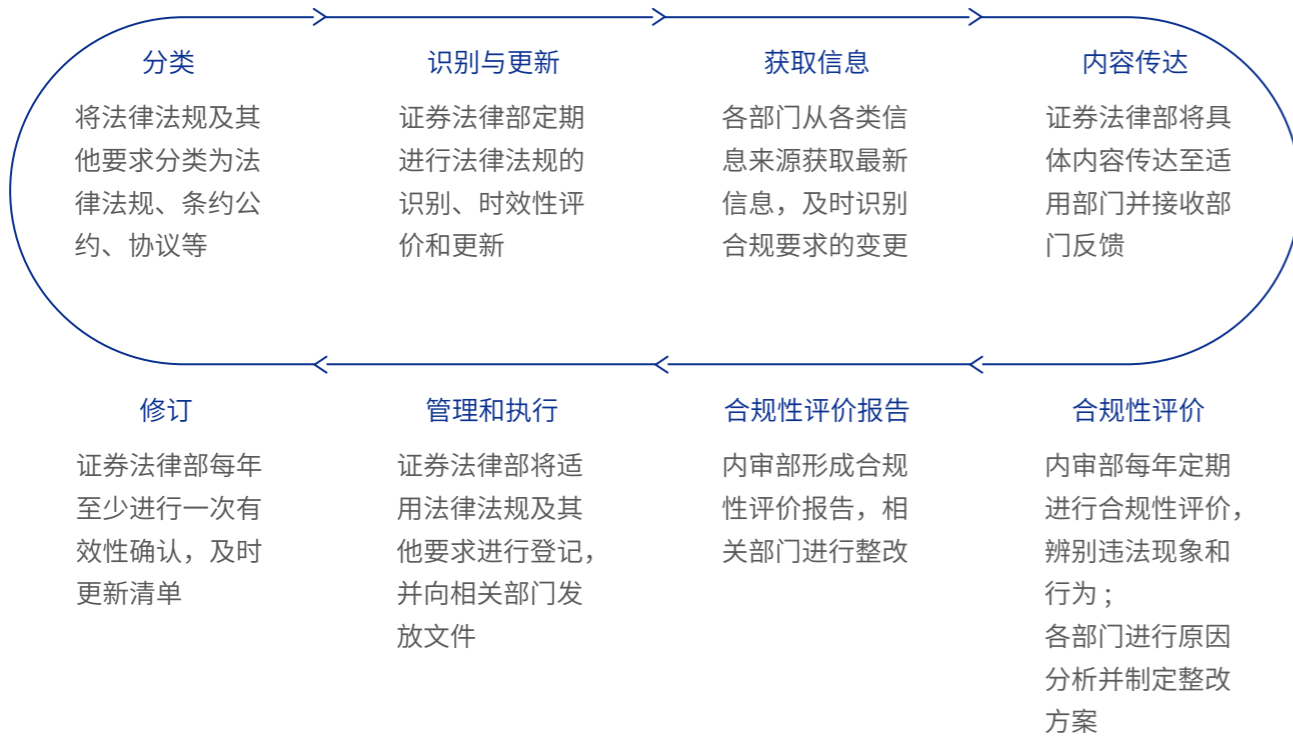 分类
将法律法规及其
他要求分类为法
律法规、条约公
约、协议等
识别与更新
证券法律部定期
进行法律法规的
识别、时效性评
价和更新
获取信息
各部门从各类信
息来源获取最新
信息，及时识别
合规要求的变更
内容传达
证券法律部将具
体内容传达至适
用部门并接收部
门反馈
修订
证券法律部每年
至少进行一次有
效性确认，及时
更新清单
管理和执行
证券法律部将适
用法律法规及其
他要求进行登记，
并向相关部门发
放文件
合规性评价报告
内审部形成合规
性评价报告，相
关部门进行整改
合规性评价
内审部每年定期
进行合规性评价，
辨别违法现象和
行为；
各部门进行原因
分析并制定整改
方案